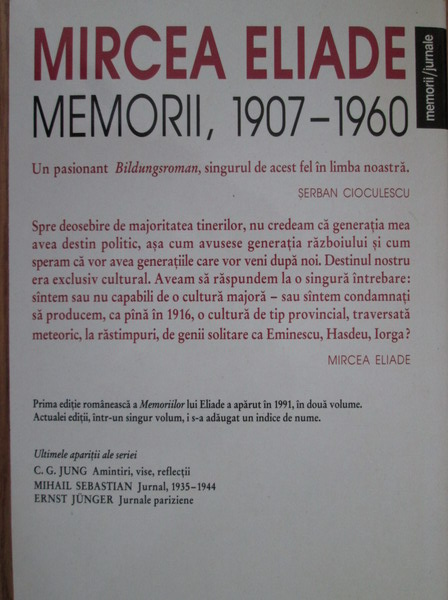 MIRCEA ELIADE
memorii/jurnale
MEMORII, 1907–1960
Un pasionant Bildungsroman, singurul de acest fel în limba noastră.
ȘERBAN CIOCULESCU
Spre deosebire de majoritatea tinerilor, nu credeam că generația mea
avea destin politic, așa cum avusese generația războiului și cum
speram că vor avea generațiile care vor veni după noi. Destinul nostru
era exclusiv cultural. Aveam să răspundem la o singură întrebare:
sîntem sau nu capabili de o cultură majoră – sau sîntem condamnați
să producem, ca pînă în 1916, o cultură de tip provincial, traversată
meteoric, la răstimpuri, de genii solitare ca Eminescu, Hasdeu, Iorga?
MIRCEA ELIADE
Prima ediție românească a Memoriilor lui Eliade a apărut în 1991, în două volume.
Actualei ediții, într-un singur volum, i s-a adăugat un indice de nume.
Ultimele apariții ale seriei
C. G. JUNG Amintiri, vise, reflecții
MIHAIL SEBASTIAN Jurnal, 1935–1944
ERNST JÜNGER Jurnale pariziene